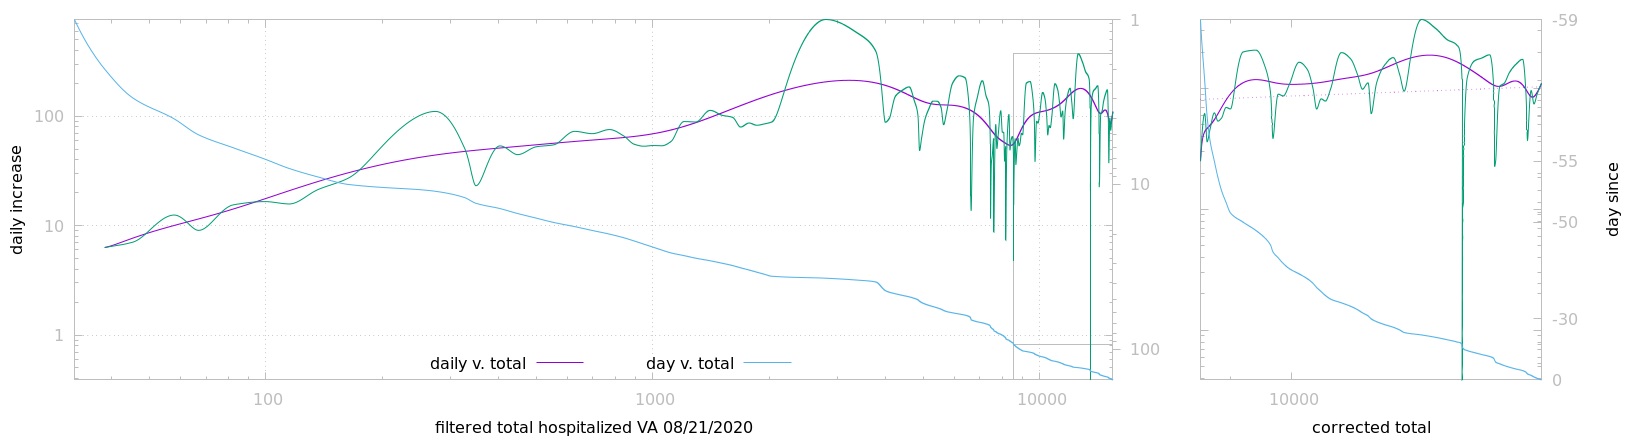 daily increase
100
10
1
daily v. total
day v. total
100
1000
10000
filtered total hospitalized VA 08/21/2020
1
10
100
10000
corrected total
-59
-55
-50
-30
0
day since